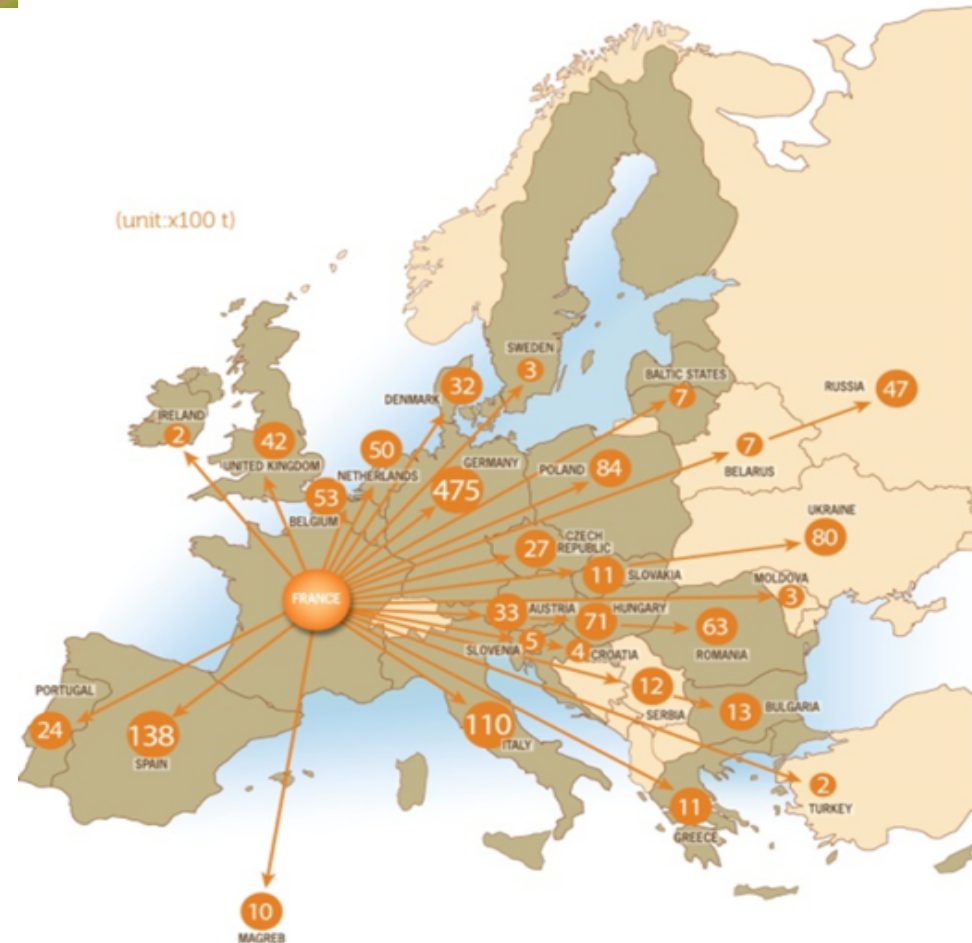 (unit:x100 t)
SWEDEN
3
BALTIC STATES
7
RUSSIA
47
DENMARK
32
IRELAND
2
42
UNITED KINGDOM
50
NETHERLANDS
GERMANY
475
POLAND
84
7
BELARUS
53
BELGIUM
UKRAINE
80
CZECH
REPUBLIC
27
11
SLOVAKIA
MOLDOVA
3
FRANCE
33
AUSTRIA
HUNGARY
71
63
ROMANIA
SLOVENIA
5
4
CROATIA
12
SERBIA
13
BULGARIA
PORTUGAL
24
138
SPAIN
110
ITALY
2
TURKEY
11
GREECE
10
MAGREB